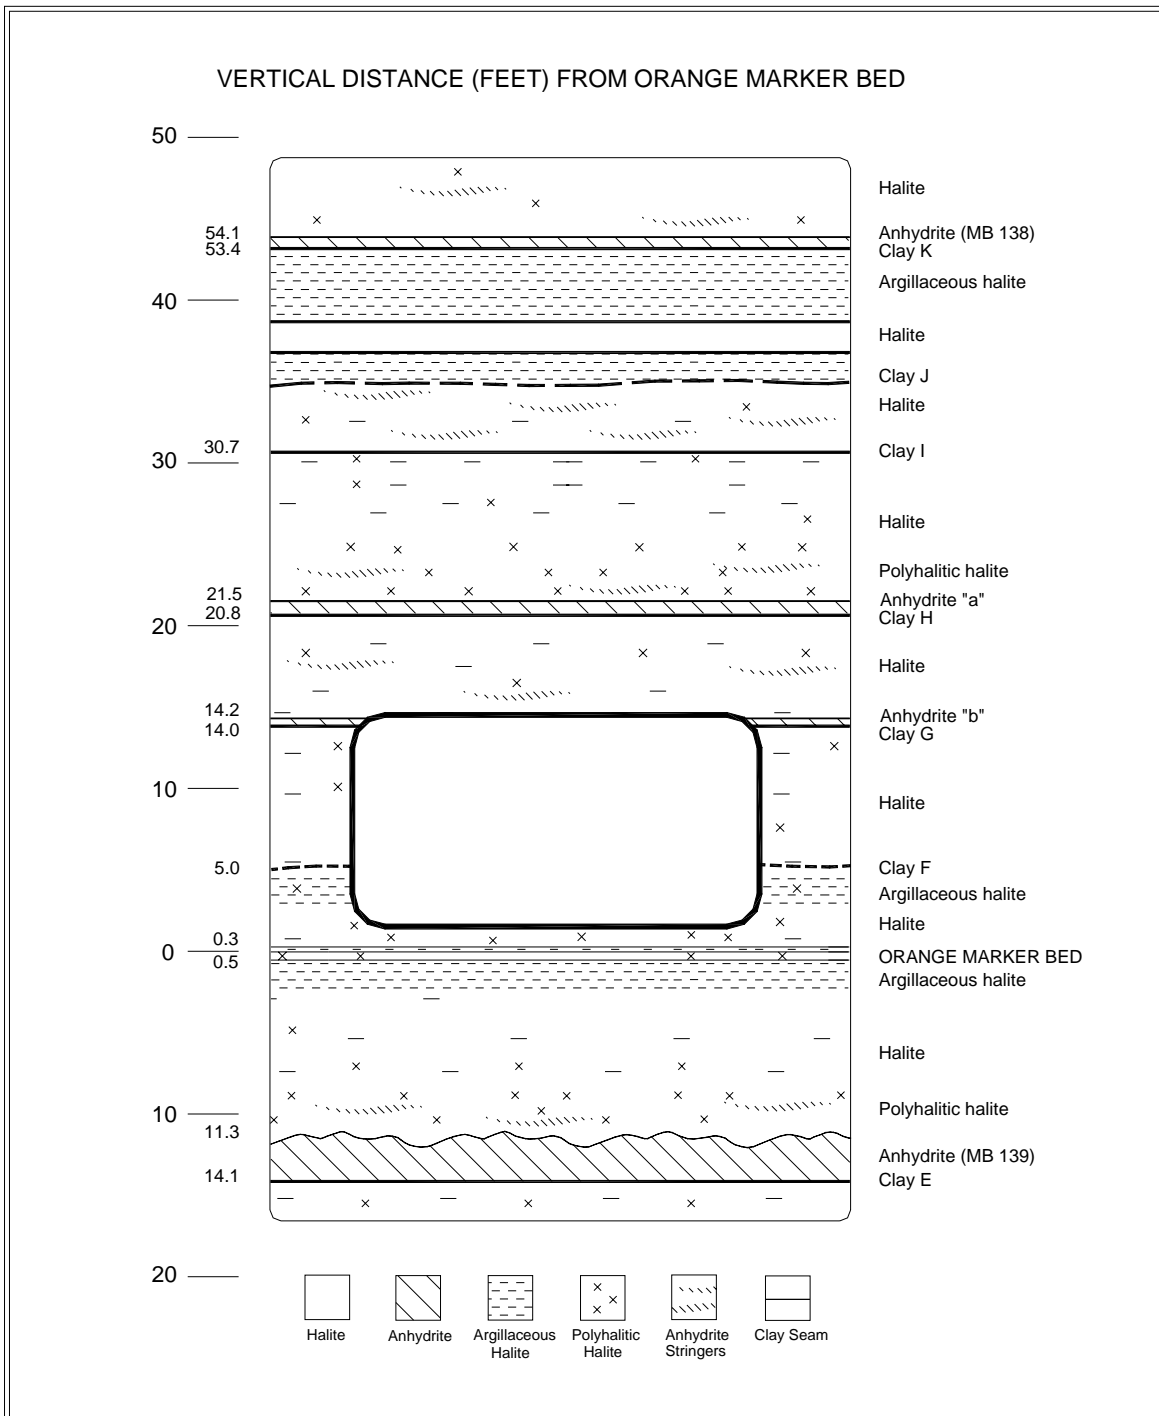 VERTICAL DISTANCE (FEET) FROM ORANGE MARKER BED
50
Halite
54.1
Anhydrite (MB 138)
53.4
Clay K
Argillaceous halite
40
Halite
Clay J
Halite
30.7
Clay I
30
Halite
Polyhalitic halite
21.5
Anhydrite "a"
20.8
Clay H
20
Halite
14.2
Anhydrite "b"
14.0
Clay G
10
Halite
5.0
Clay F
Argillaceous halite
Halite
0.3
0
ORANGE MARKER BED
0.5
Argillaceous halite
Halite
10
Polyhalitic halite
11.3
Anhydrite (MB 139)
14.1
Clay E
20
Halite
Anhydrite
Argillaceous
Halite
Polyhalitic
Halite
Anhydrite
Stringers
Clay Seam